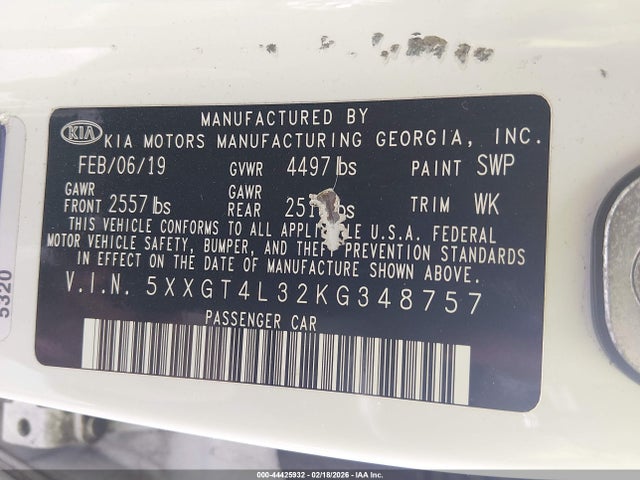 MANUFACTURED BY
KIA KIA MOTORS MANUFACTURING GEORGIA, INC.
FEB/06/19 GVWR 4497 lbs PAINT SWP
GAWR FRONT 2557 lbs GAWR REAR TRIM WK
THIS VEHICLE CONFORMS TO ALL APPLICABLE U.S.A. FEDERAL
MOTOR VEHICLE SAFETY, BUMPER, AND THEFT PREVENTION STANDARDS
IN EFFECT ON THE DATE OF MANUFACTURE SHOWN ABOVE.
V.I.N. 5XXGT4L32KG348757
PASSENGER CAR
5320
000-44425932 - 02/18/2026 - IAA Inc.